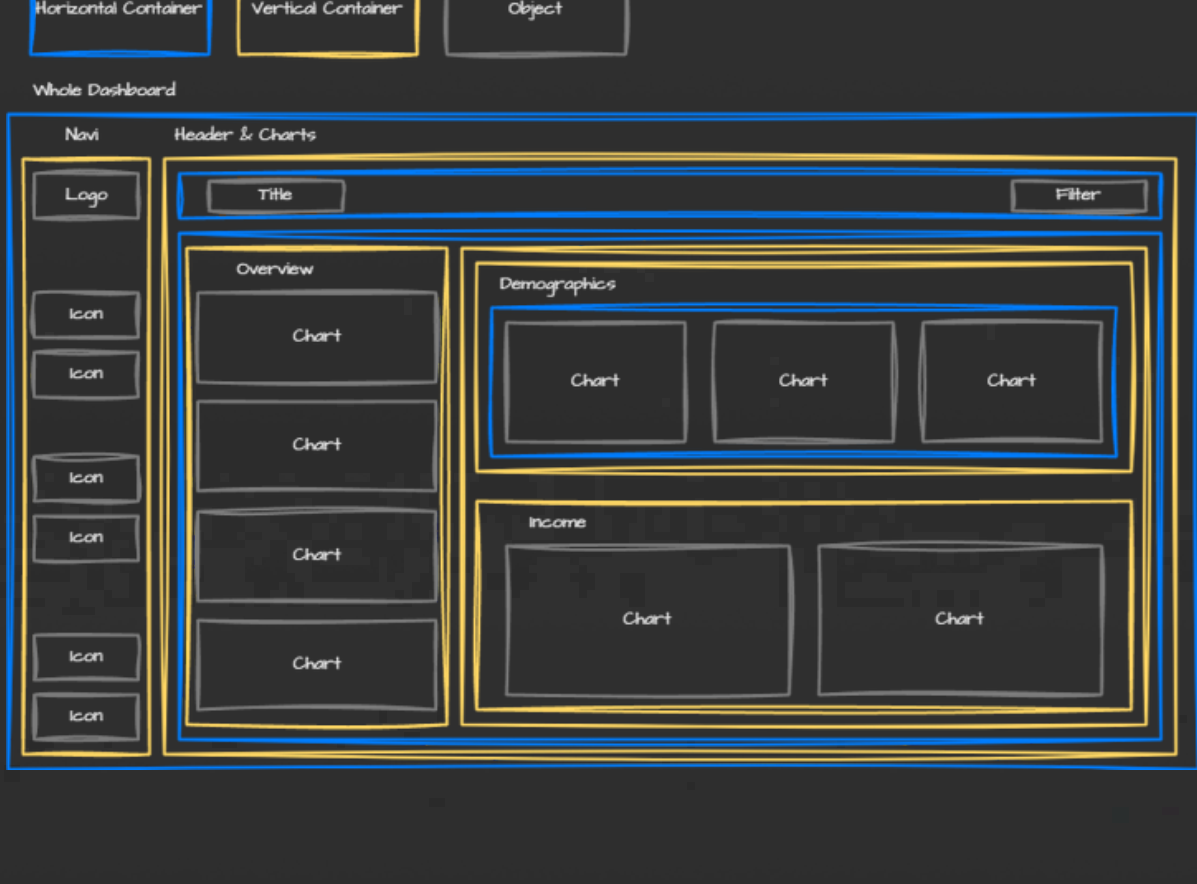 Horizontal Container
Vertical Container
Object
Whole Dashboard
Navi
Header & Charts
Logo
Title
Filter
Icon
Icon
Icon
Icon
Icon
Icon
Overview
Chart
Chart
Chart
Chart
Demographics
Chart
Chart
Chart
Income
Chart
Chart